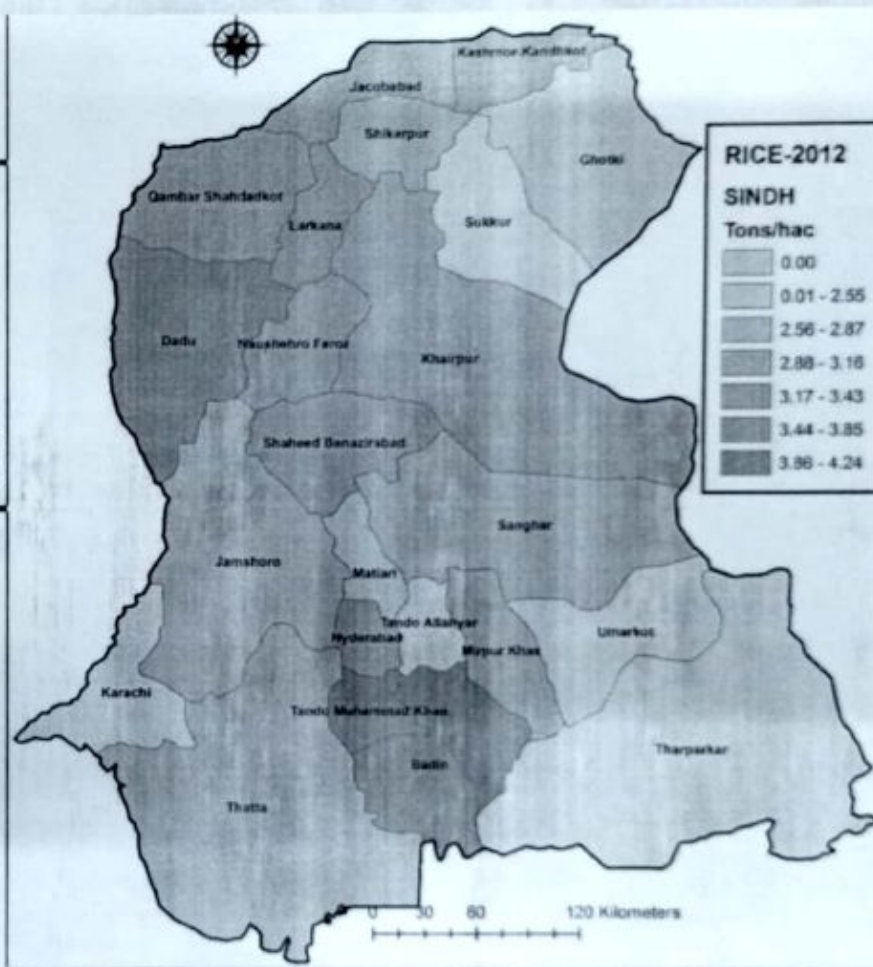 Kashmor-Kandhkot
Jacobabad
Shikarpur
Ghotki
Qambar Shahdadkot
Larkana
Sukkur
Dadu
Naushehro Feroz
Khairpur
Shaheed Benazirabad
Sanghar
Jamshoro
Matiari
Tando Allahyar
Hyderabad
Mirpur Khas
Umarkot
Karachi
Tando Muhammad Khan
Tharparkar
Badin
Thatta
0 30 60 120 Kilometers
RICE-2012
SINDH
Tons/hac
0.00
0.01 - 2.55
2.56 - 2.87
2.88 - 3.16
3.17 - 3.43
3.44 - 3.85
3.86 - 4.24